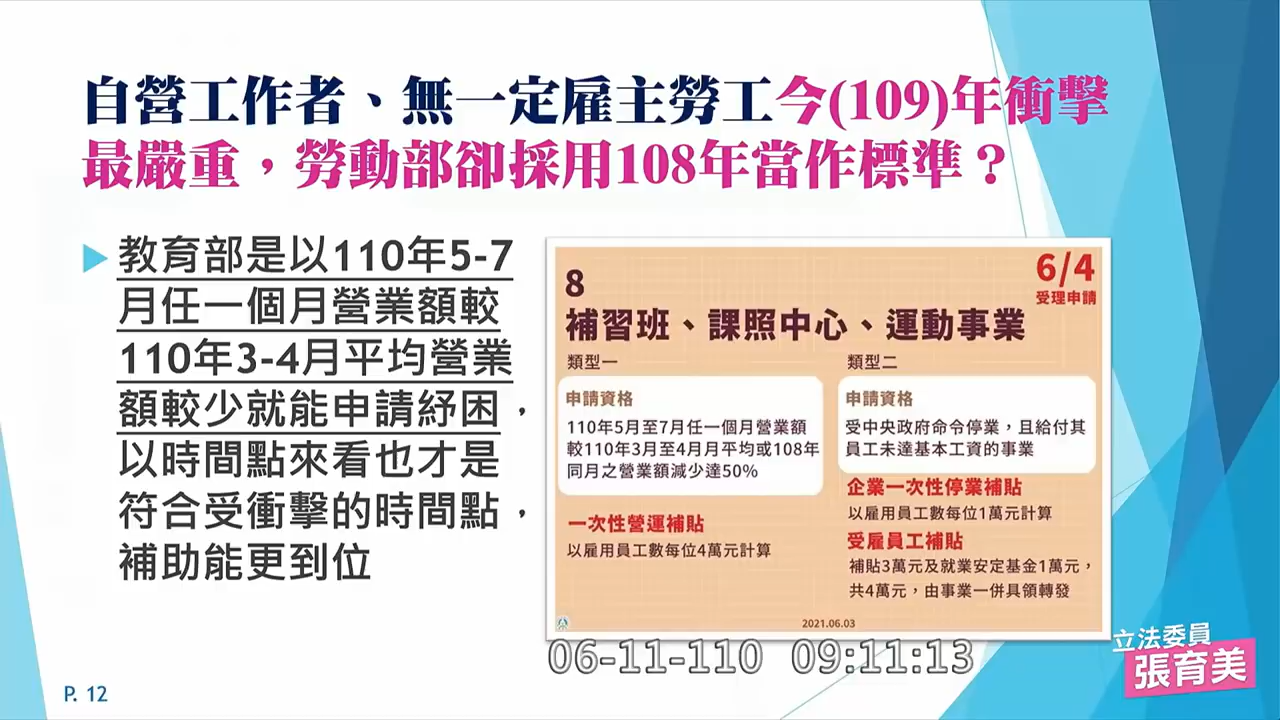 自營工作者、無一定雇主勞工今(109)年衝擊
最嚴重，勞動部卻採用108年當作標準？
教育部是以110年5-7
月任一個月營業額較
110年3-4月平均營業
額較少就能申請紓困，
以時間點來看也才是
符合受衝擊的時間點，
補助能更到位
8
6/4
受理申請
補習班、課照中心、運動事業
類型一
申請資格
110年5月至7月任一個月營業額
較110年3月至4月月平均或108年
同月之營業額減少達50%
一次性營運補貼
以雇用員工數每位4萬元計算
類型二
申請資格
受中央政府命令停業，且給付其
員工未達基本工資的事業
企業一次性停業補貼
以雇用員工數每位1萬元計算
受雇員工補貼
補貼3萬元及就業安定基金1萬元，
共4萬元，由事業一併具領轉發
2021.06.03
06-11-110 09:11:13
立法委員
張育美
P. 12